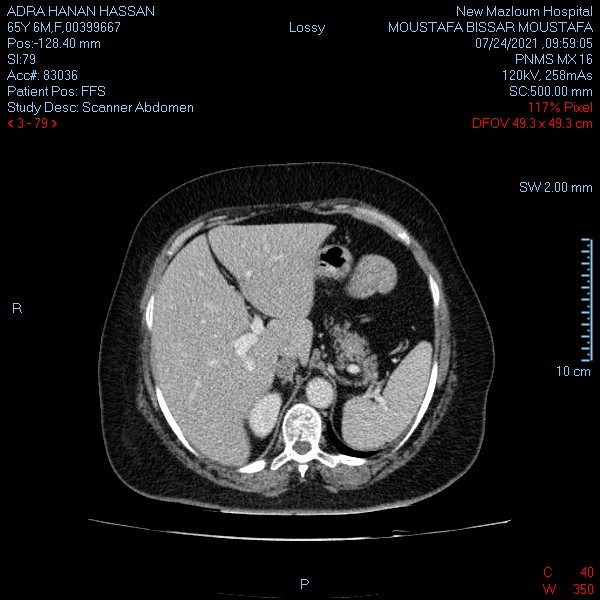 ADRA HANAN HASSAN
65Y 6M,F,00399667
Pos:-128.40 mm
SI:79
Acc#: 83036
Patient Pos: FFS
Study Desc: Scanner Abdomen
< 3 - 79 >
Lossy
New Mazloum Hospital
MOUSTAFA BISSAR MOUSTAFA
07/24/2021 ,09:59:05
PNMS MX 16
120kV, 258mAs
SC:500.00 mm
117% Pixel
DFOV 49.3 x 49.3 cm
SW 2.00 mm
R
10 cm
P
C 40
W 350